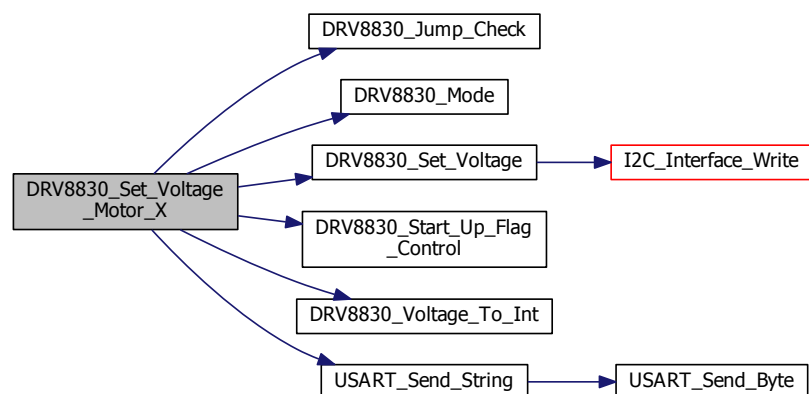 DRV8830_Jump_Check
DRV8830_Mode
DRV8830_Set_Voltage
I2C_Interface_Write
DRV8830_Set_Voltage
_Motor_X
DRV8830_Start_Up_Flag
_Control
DRV8830_Voltage_To_Int
USART_Send_String
USART_Send_Byte